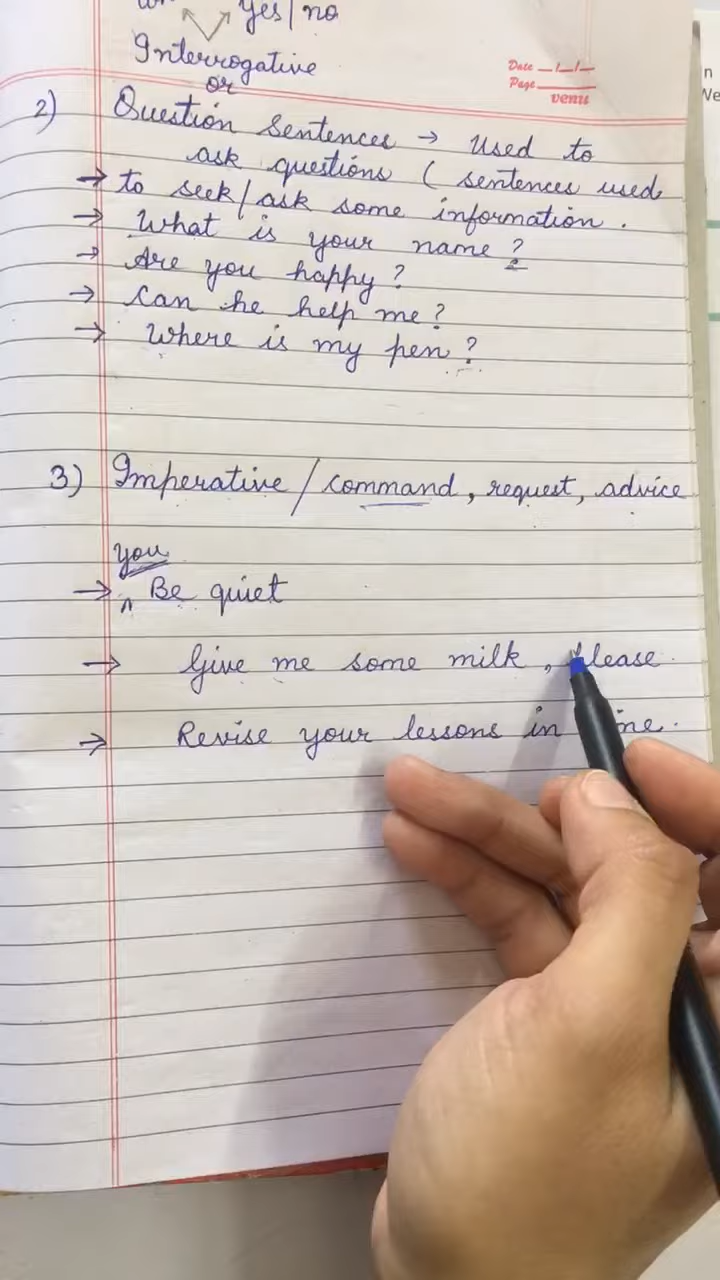 yes/no
Interrogative
or
Date _/_/_
Page
venus
2) Question Sentences → Used to
ask questions ( sentences used
→ to seek/ask some information.
→ What is your name ?
→ Are you happy ?
→ Can he help me ?
→ Where is my pen ?
3) Imperative / command, request, advice
you
→ ^ Be quiet
→ Give me some milk, please.
→ Revise your lessons in
n
We